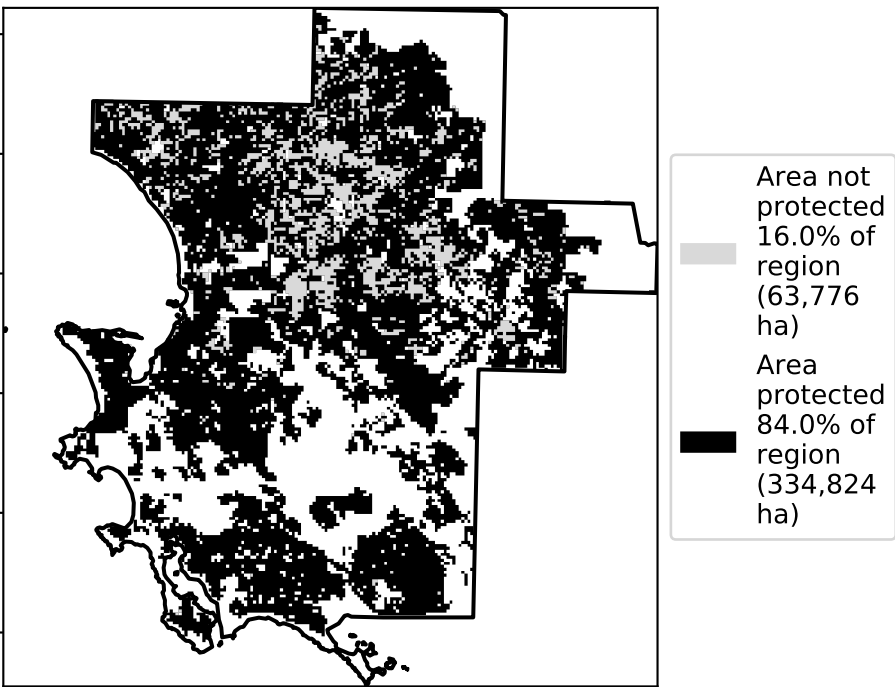 Area not
protected
16.0% of
region
(63,776
ha)
Area
protected
84.0% of
region
(334,824
ha)